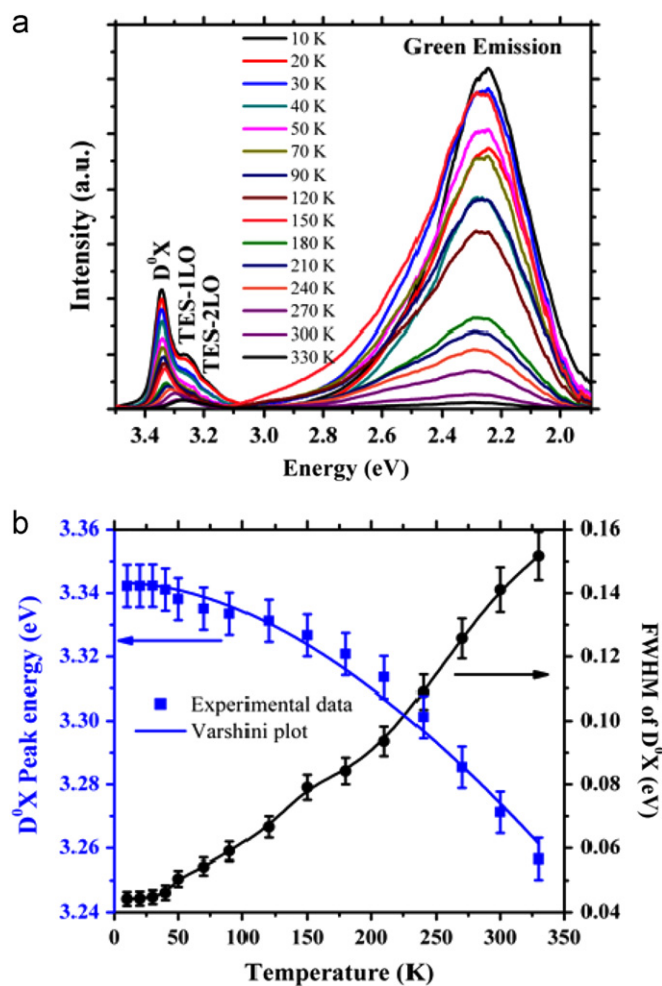 a
Green Emission
10 K
20 K
30 K
40 K
50 K
70 K
90 K
120 K
150 K
180 K
210 K
240 K
270 K
300 K
330 K
D⁰X
TES-1LO
TES-2LO
Intensity (a.u.)
3.4 3.2 3.0 2.8 2.6 2.4 2.2 2.0
Energy (eV)
b
3.36
3.34
3.32
3.30
3.28
3.26
3.24
D⁰X Peak energy (eV)
Experimental data
Varshini plot
0.16
0.14
0.12
0.10
0.08
0.06
0.04
FWHM of D⁰X (eV)
0 50 100 150 200 250 300 350
Temperature (K)